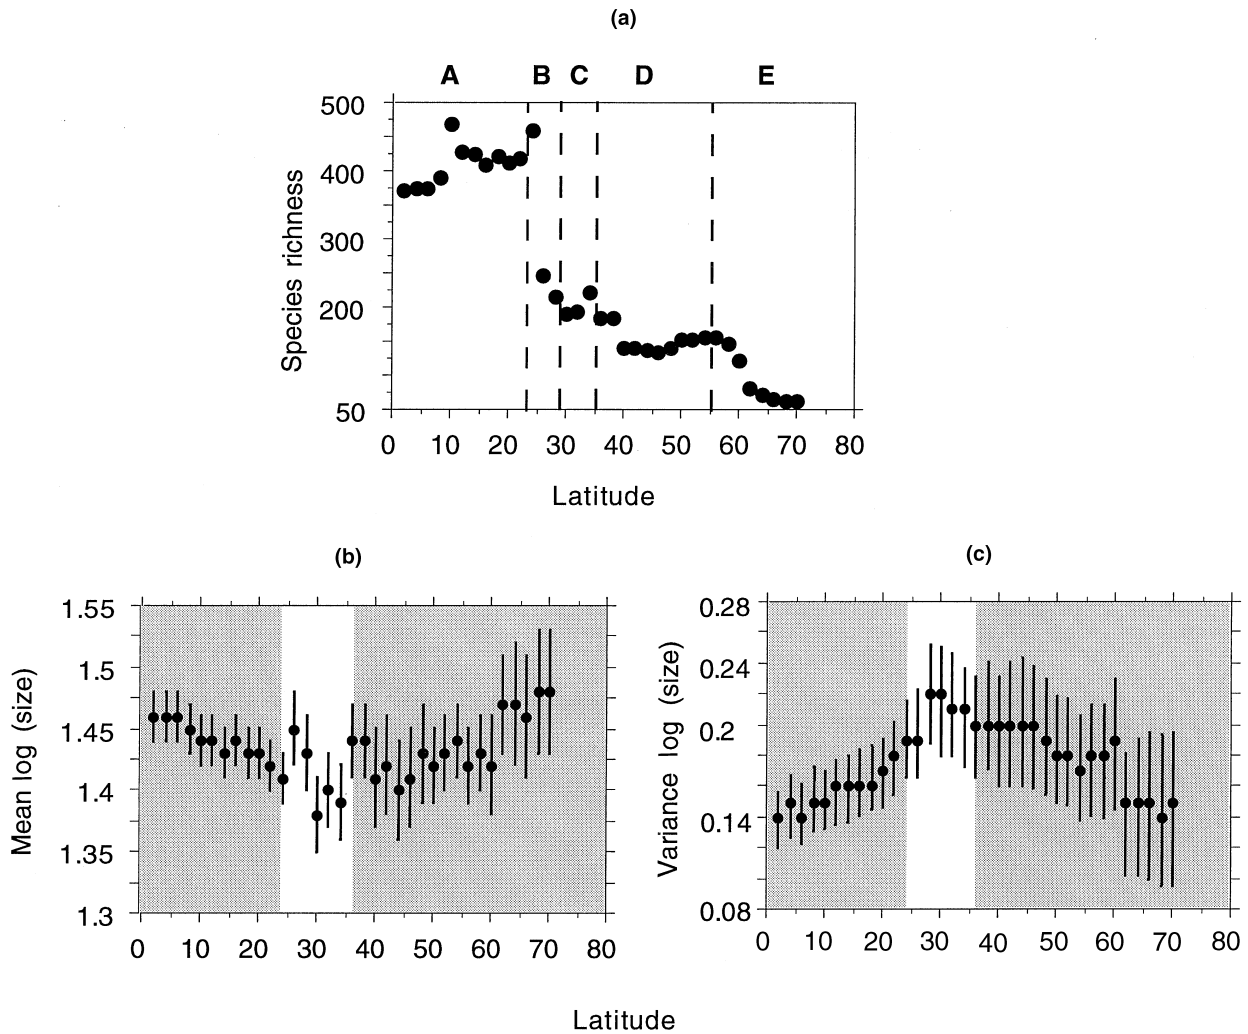 (a)
A B C D E
500
400
300
200
50
Species richness
0 10 20 30 40 50 60 70 80
Latitude
(b)
1.55
1.5
1.45
1.4
1.35
1.3
Mean log (size)
0 10 20 30 40 50 60 70 80
(c)
0.28
0.24
0.2
0.14
0.08
Variance log (size)
0 10 20 30 40 50 60 70 80
Latitude